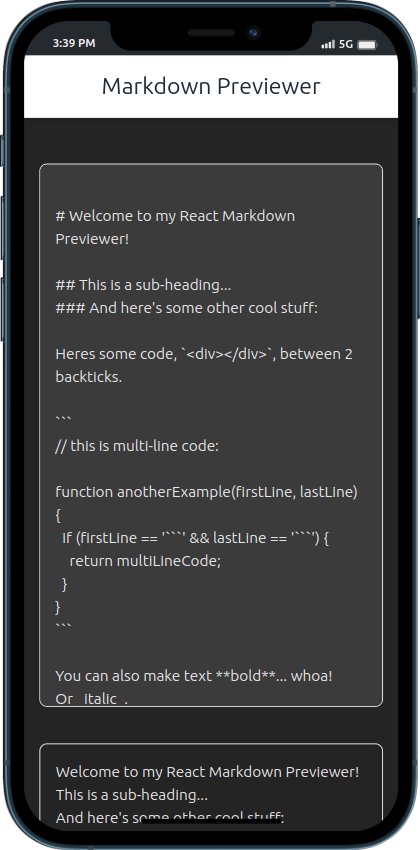 3:39 PM
5G
Markdown Previewer
# Welcome to my React Markdown
Previewer!
## This is a sub-heading...
### And here's some other cool stuff:
Heres some code, `<div></div>`, between 2
backticks.
```
// this is multi-line code:
function anotherExample(firstLine, lastLine)
{
  if (firstLine == '```' && lastLine == '```') {
    return multiLineCode;
  }
}
```
You can also make text **bold**... whoa!
Or _italic_.
Welcome to my React Markdown Previewer!
This is a sub-heading...
And here's some other cool stuff: